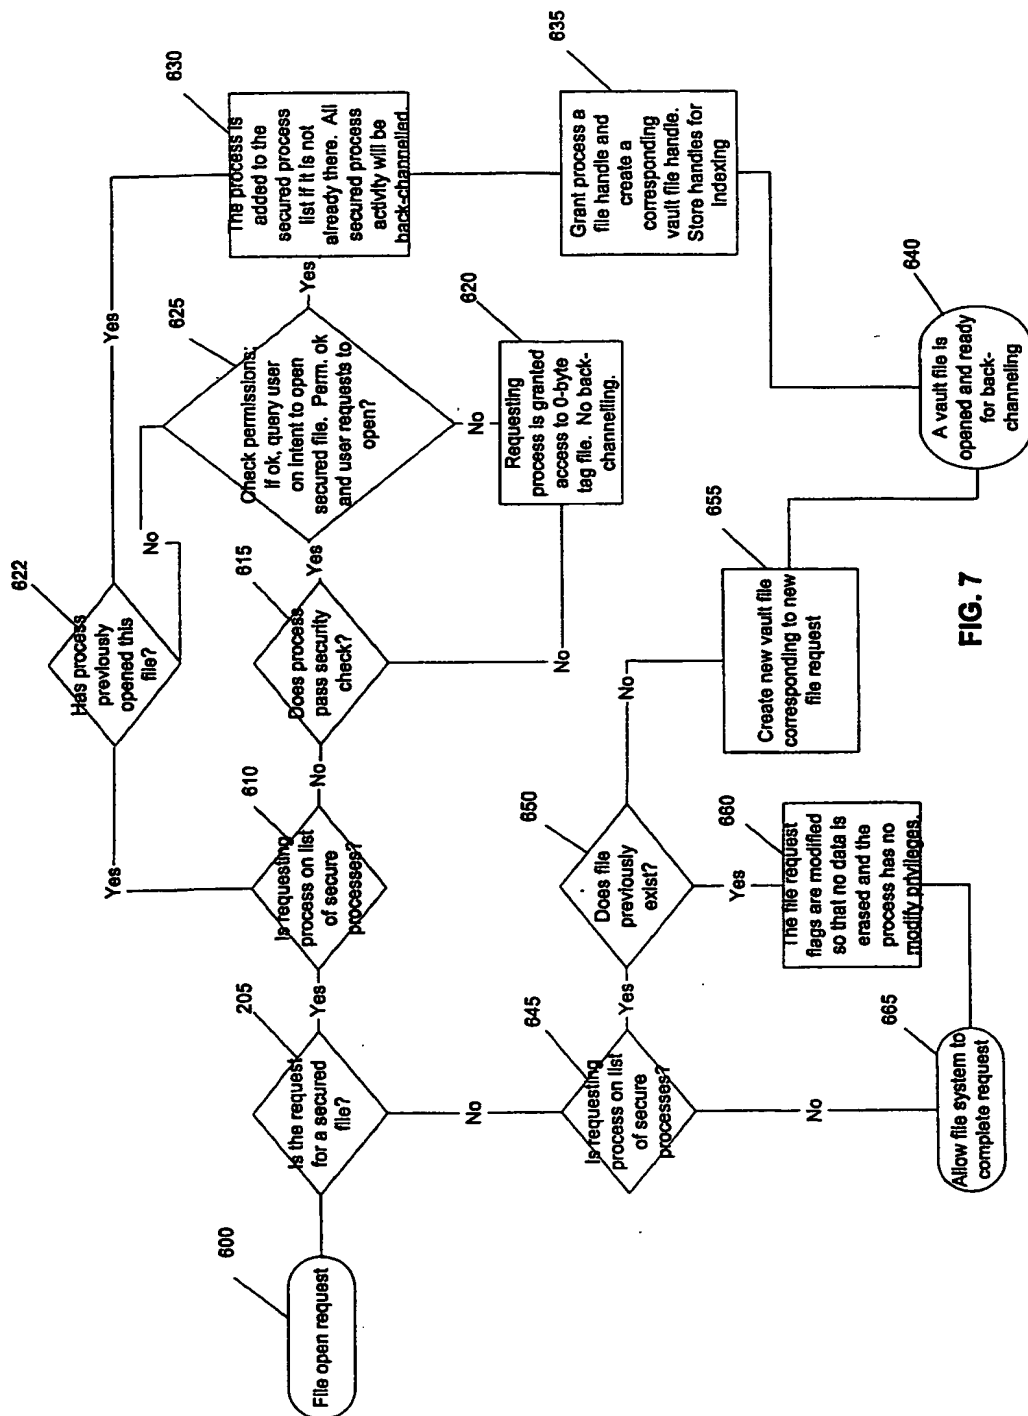 600
File open request
205
Is the request
for a secured
file?
Yes
No
610
Is requesting
process on list
of secure
processes?
Yes
No
622
Has process
previously
opened this
file?
Yes
No
615
Does process
pass security
check?
Yes
No
625
Check permissions;
If ok, query user
on intent to open
secured file. Perm. ok
and user requests to
open?
Yes
No
620
Requesting
process is granted
access to 0-byte
tag file. No back-
channelling.
630
The process is
added to the
secured process
list if it is not
already there. All
secured process
activity will be
back-channelled.
635
Grant process a
file handle and
create a
corresponding
vault file handle.
Store handles for
Indexing
640
A vault file is
opened and ready
for back-
channeling
645
Is requesting
process on list
of secure
processes?
Yes
No
650
Does file
previously
exist?
No
Yes
655
Create new vault file
corresponding to new
file request
660
The file request
flags are modified
so that no data is
erased and the
process has no
modify privileges.
665
Allow file system to
complete request
FIG. 7